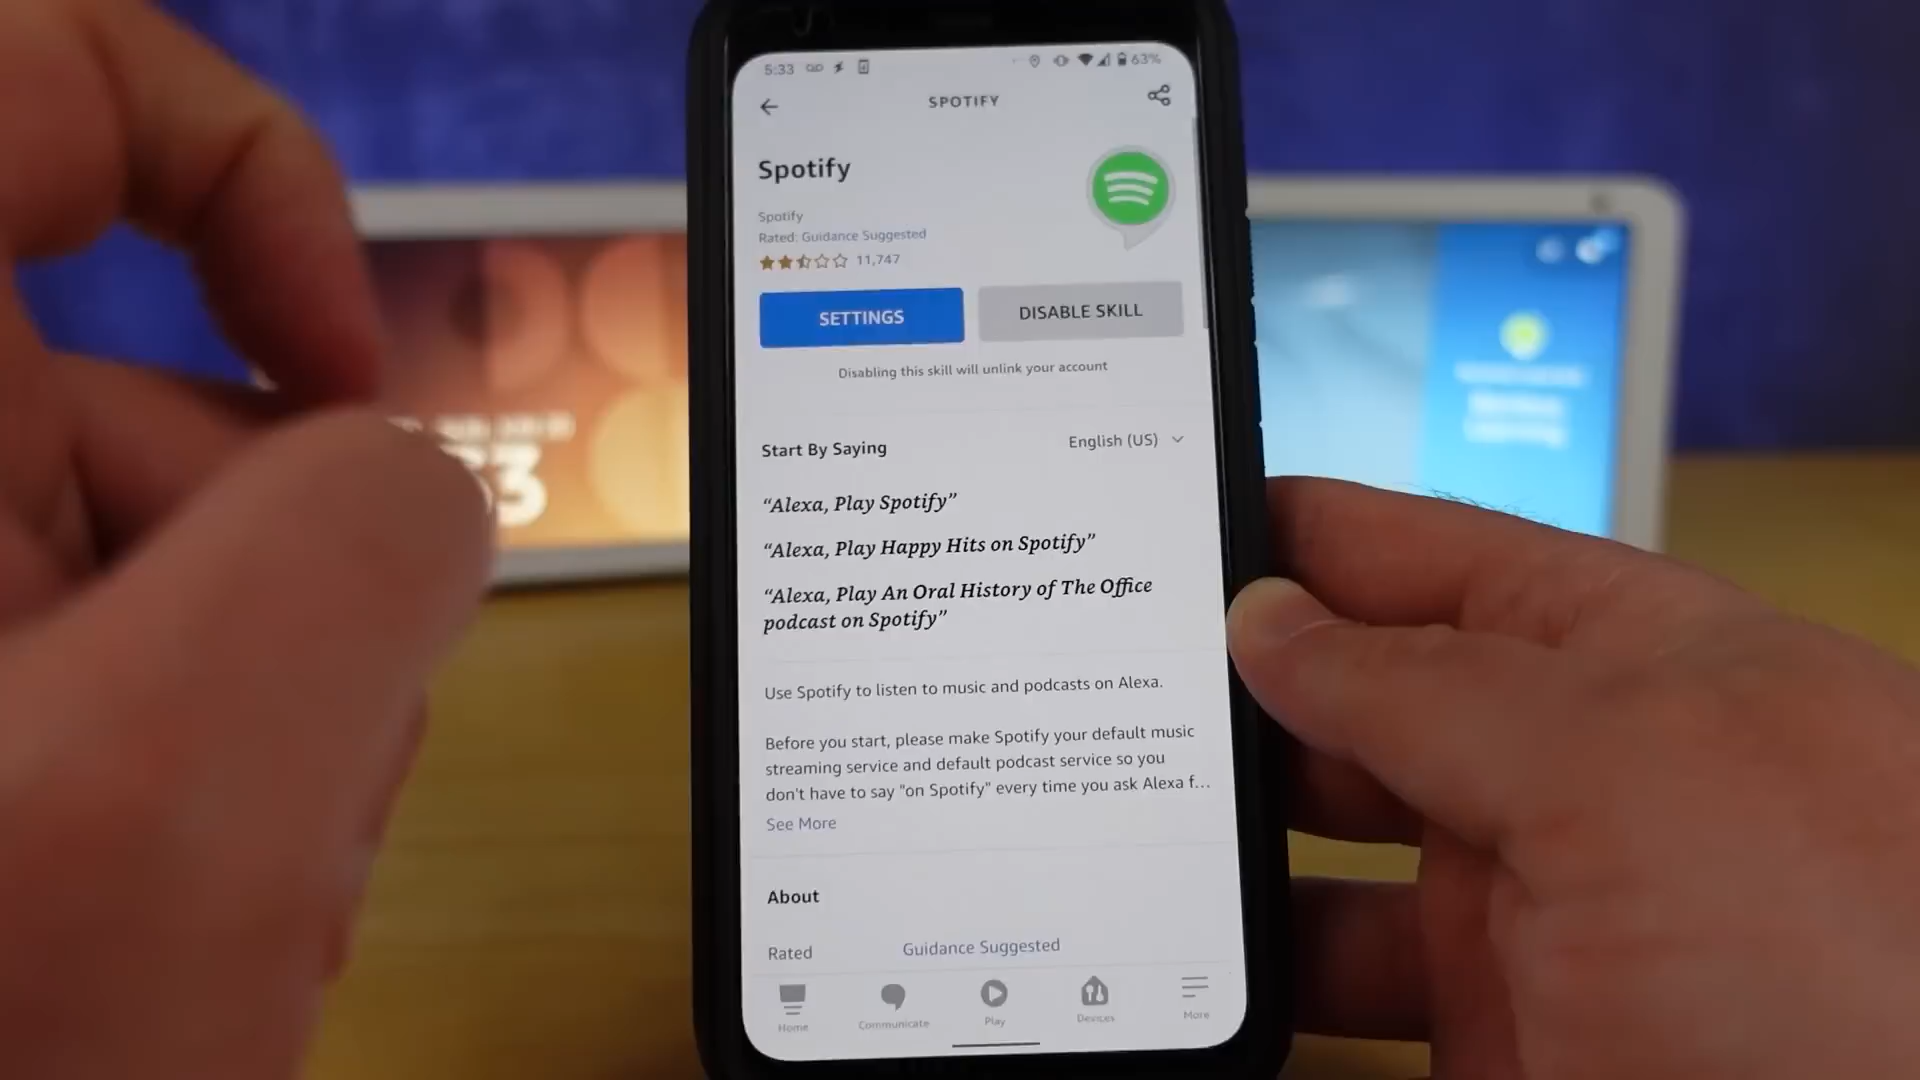 5:33 63%
SPOTIFY
Spotify
Spotify
Rated: Guidance Suggested
11,747
SETTINGS DISABLE SKILL
Disabling this skill will unlink your account
Start By Saying English (US)
“Alexa, Play Spotify”
“Alexa, Play Happy Hits on Spotify”
“Alexa, Play An Oral History of The Office
podcast on Spotify”
Use Spotify to listen to music and podcasts on Alexa.
Before you start, please make Spotify your default music
streaming service and default podcast service so you
don't have to say "on Spotify" every time you ask Alexa f...
See More
About
Rated Guidance Suggested
Home Communicate Play Devices More